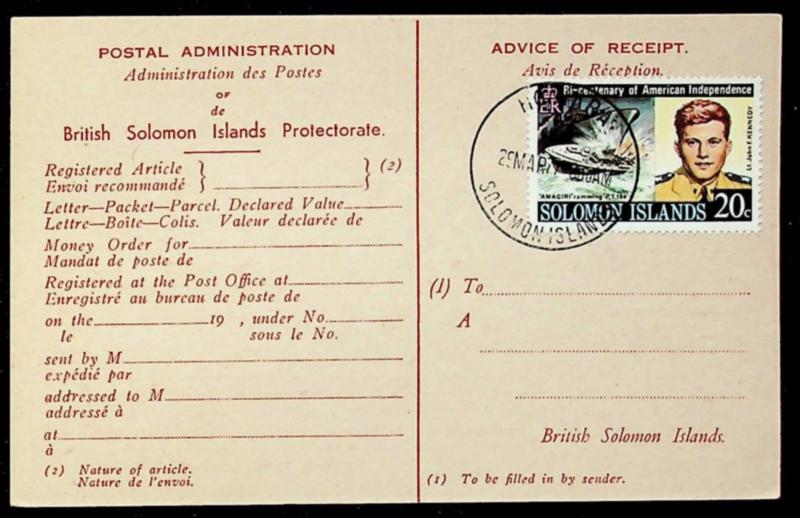 POSTAL ADMINISTRATION
Administration des Postes
OF
de
British Solomon Islands Protectorate.
Registered Article
Envoi recommandé
(2)
Letter—Packet—Parcel. Declared Value
Lettre—Boîte—Colis. Valeur declarée de
Money Order for
Mandat de poste de
Registered at the Post Office at
Enregistré au bureau de poste de
on the 19 , under No.
le sous le No.
sent by M
expédié par
addressed to M
addressé à
at
à
(2) Nature of article.
Nature de l'envoi.
ADVICE OF RECEIPT.
Avis de Réception.
Bi-centenary of American Independence
E R
Lt. John F. KENNEDY
'AMAGIRI' ramming P.T. 109
SOLOMON ISLANDS 20c
HONIARA
SOLOMON ISLANDS
(1) To
A
British Solomon Islands.
(1) To be filled in by sender.